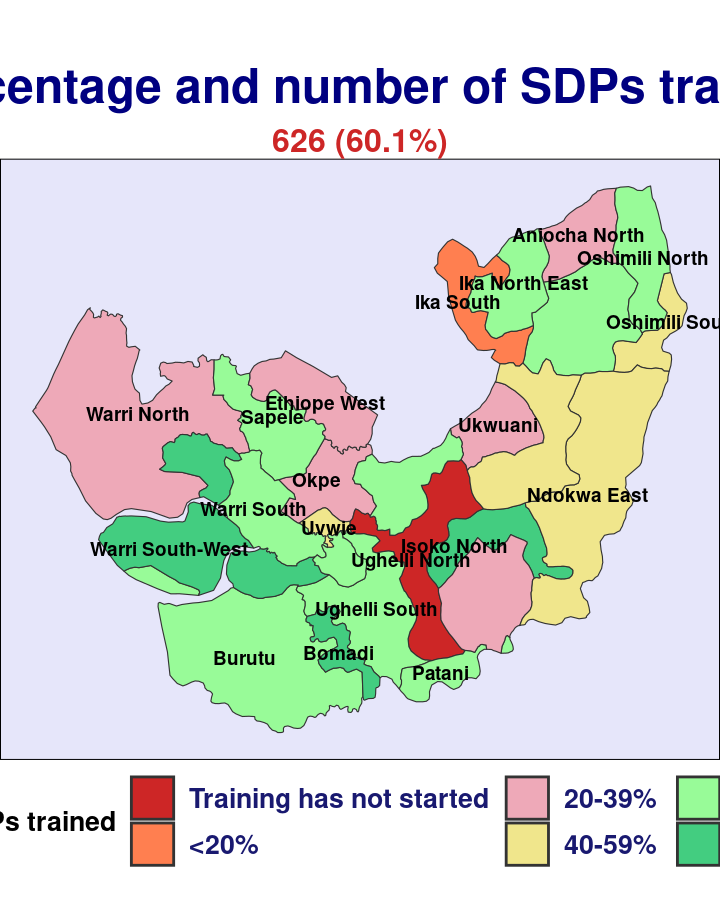 centage and number of SDPs tra
626 (60.1%)
Aniocha North
Oshimili North
Ika North East
Ika South
Oshimili Sou
Ethiope West
Warri North
Sapele
Ukwuani
Okpe
Ndokwa East
Warri South
Uvwie
Isoko North
Warri South-West
Ughelli North
Ughelli South
Bomadi
Burutu
Patani
Ps trained
Training has not started
20-39%
<20%
40-59%